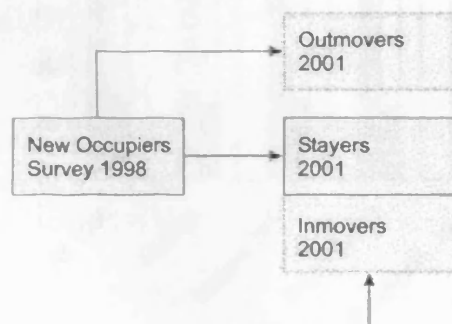 Outmovers
2001
New Occupiers
Survey 1998
Stayers
2001
Inmovers
2001